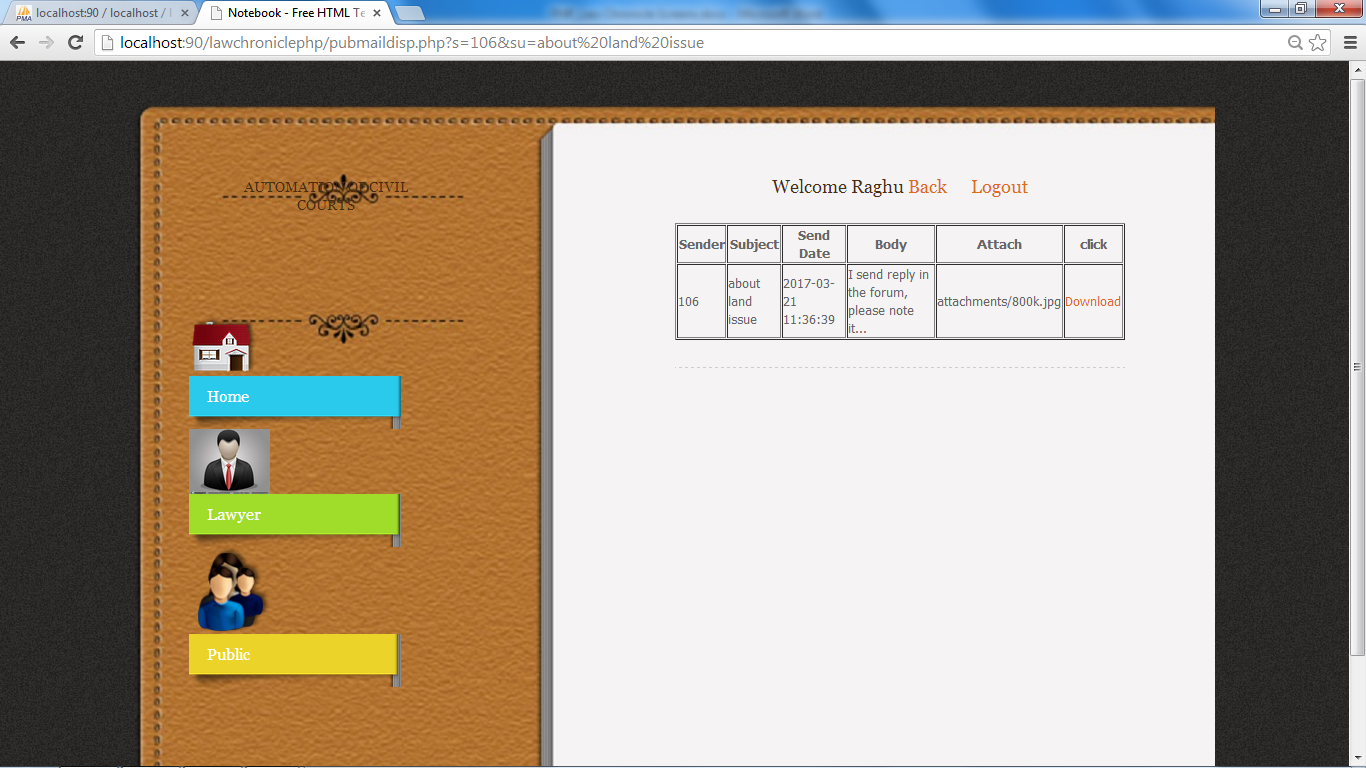 localhost:90 / localhost / l
Notebook - Free HTML Te
localhost:90/lawchroniclephp/pubmaildisp.php?s=106&su=about%20land%20issue
AUTOMATION OF CIVIL
COURTS
Home
Lawyer
Public
Welcome Raghu Back Logout
Sender Subject Send Date Body Attach click
106
about
land
issue
2017-03-
21
11:36:39
I send reply in
the forum,
please note
it...
attachments/800k.jpg
Download